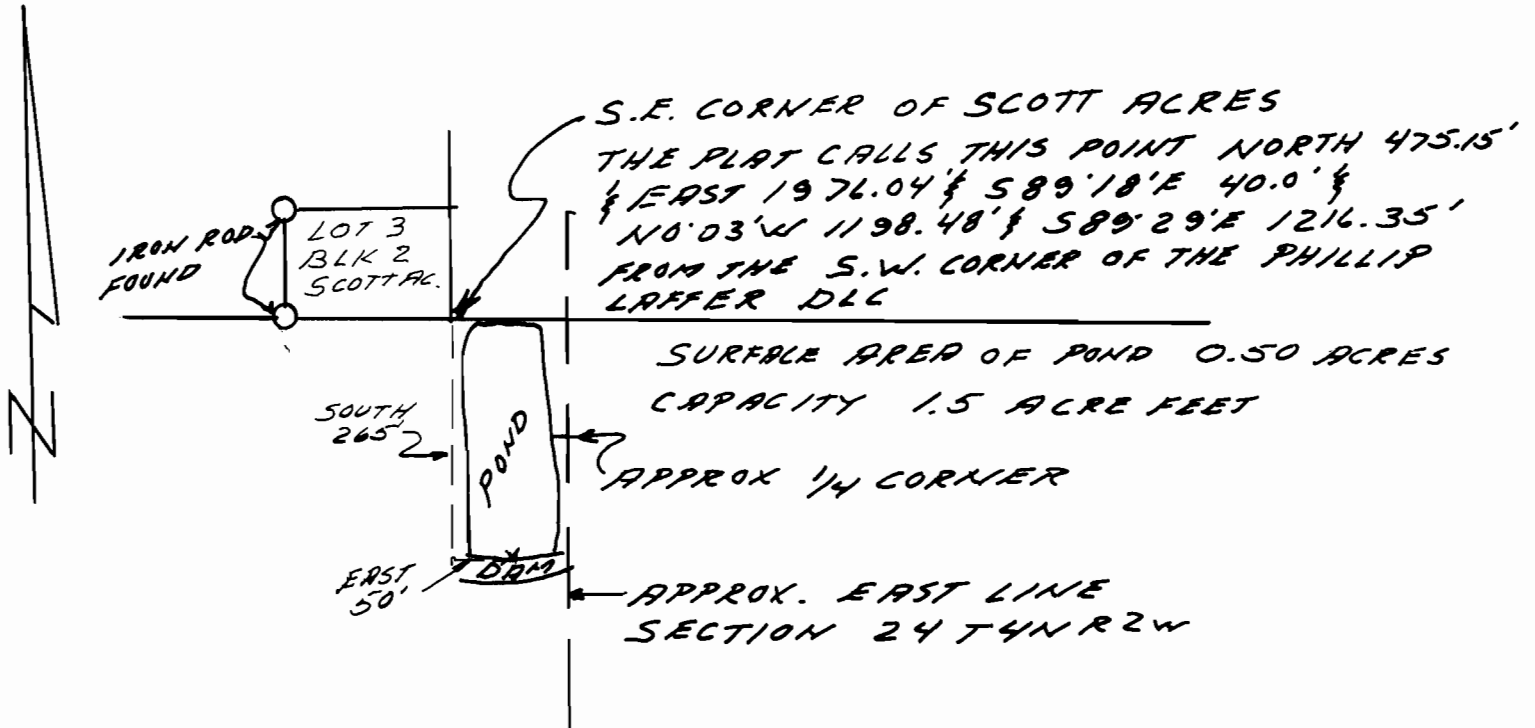 S.E. CORNER OF SCOTT ACRES
THE PLAT CALLS THIS POINT NORTH 475.15'
& EAST 1976.04' & S 89°18'E 40.0' &
N0°03'W 1198.48' & S89°29'E 1216.35'
FROM THE S.W. CORNER OF THE PHILLIP
LAFFER DLC
IRON ROD
FOUND
LOT 3
BLK 2
SCOTT AC.
SURFACE AREA OF POND 0.50 ACRES
CAPACITY 1.5 ACRE FEET
SOUTH
265'
POND
APPROX 1/4 CORNER
N
X
DAM
EAST
50'
APPROX. EAST LINE
SECTION 24 T4N R2W